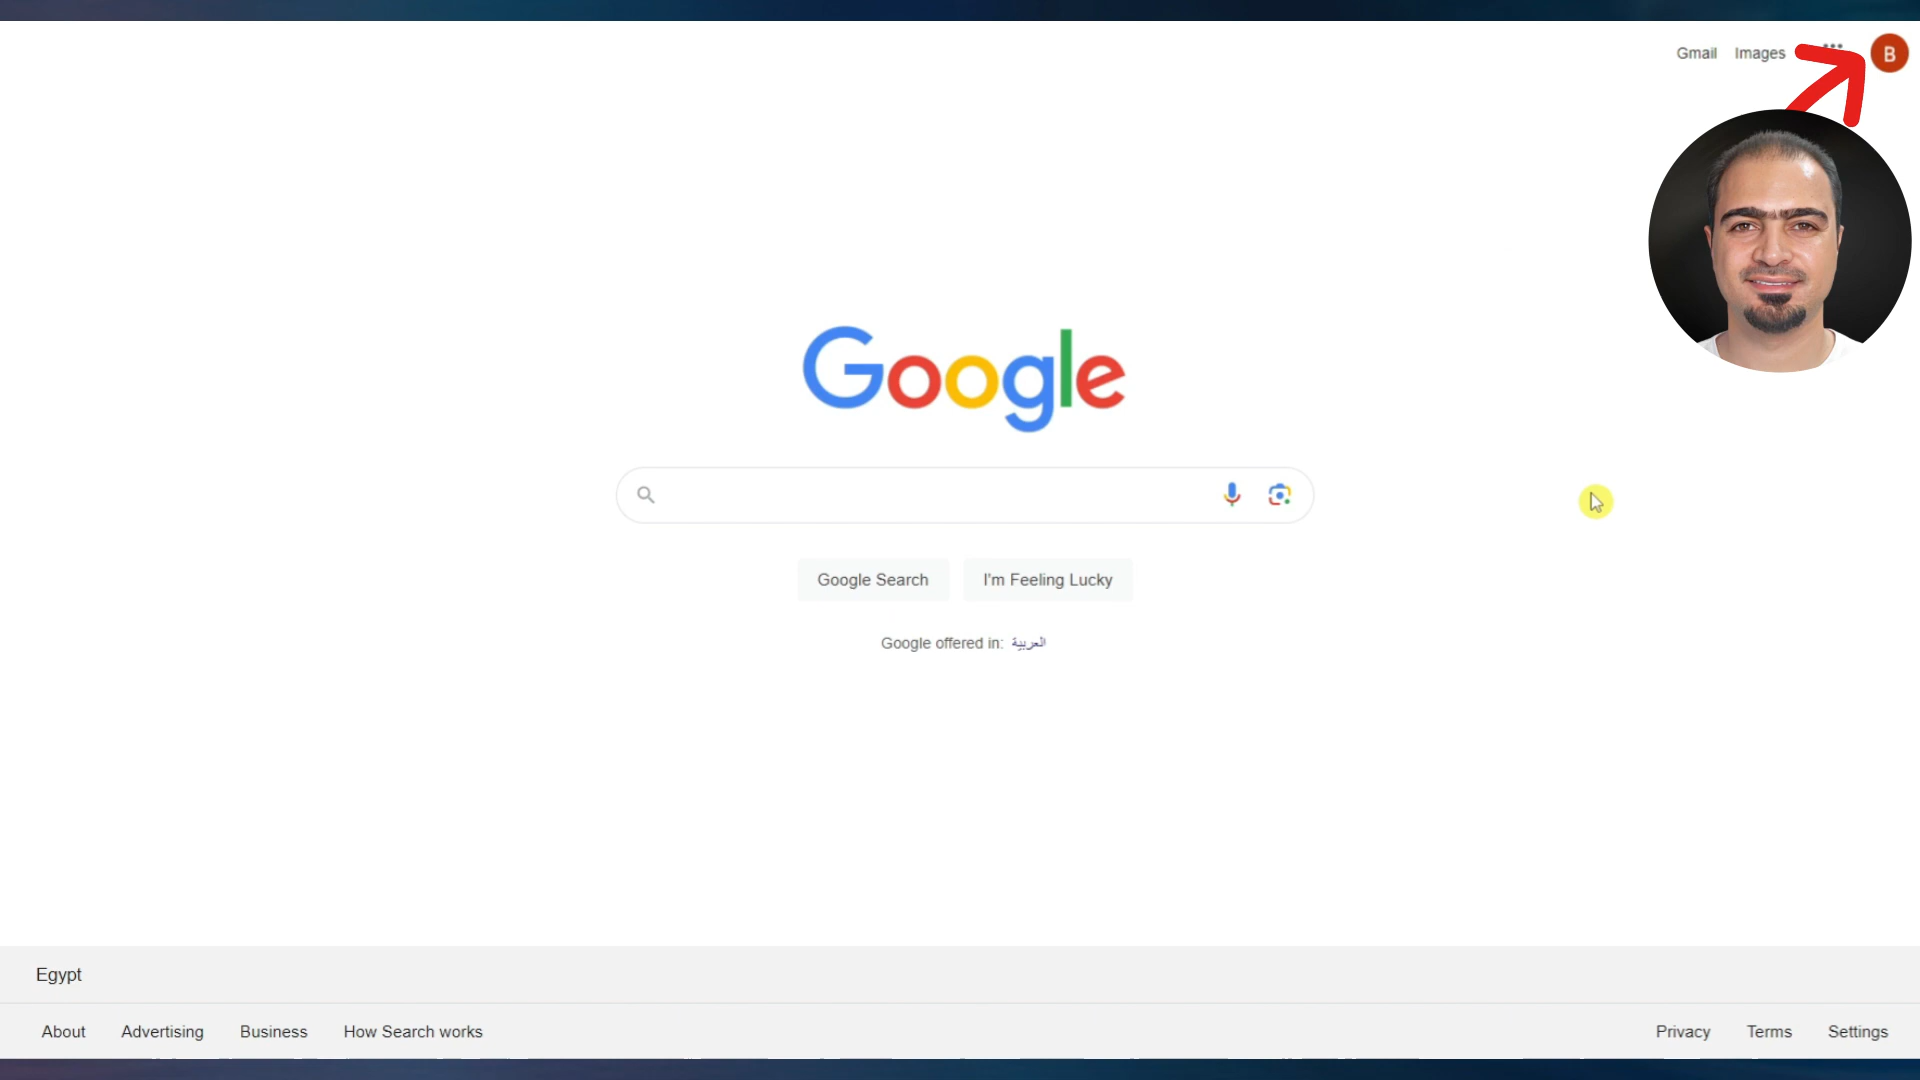 Gmail Images
B
Google
Google Search I'm Feeling Lucky
Google offered in: العربية
Egypt
About Advertising Business How Search works Privacy Terms Settings